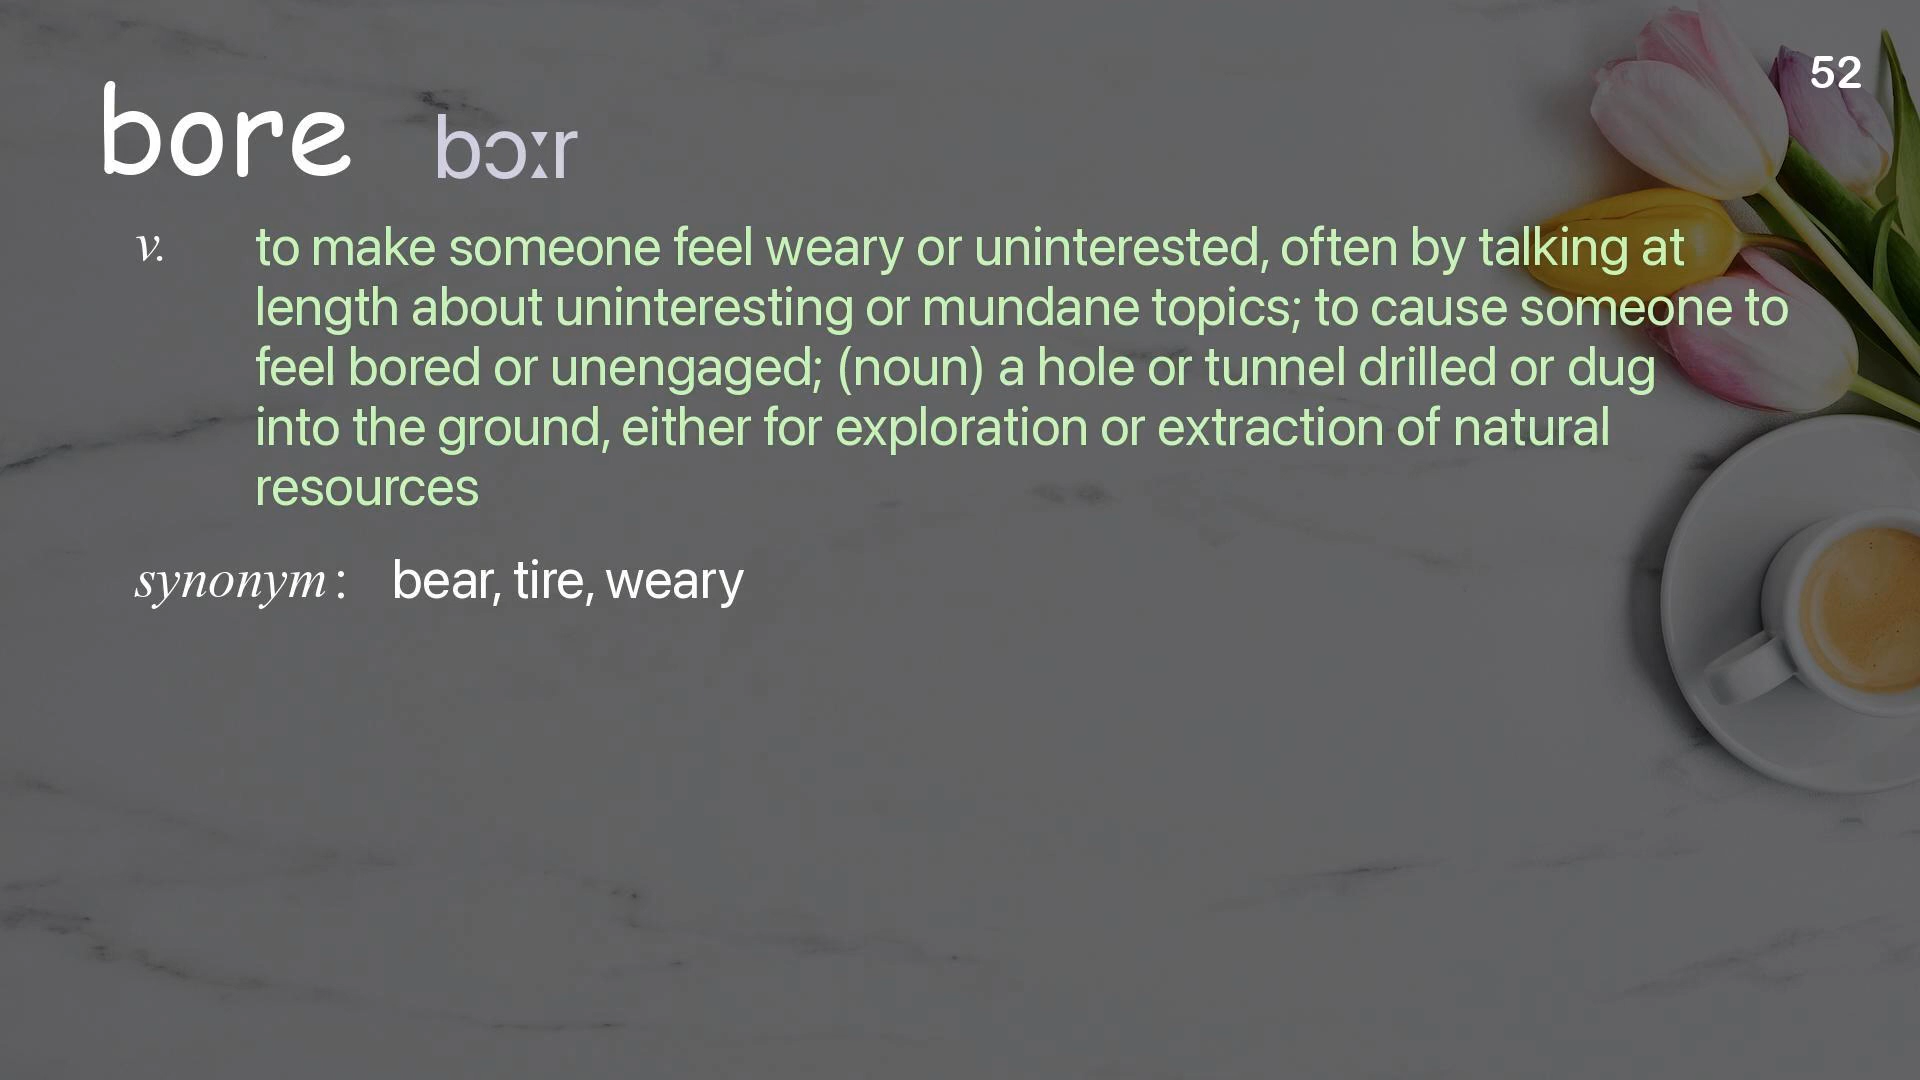 52
bore bɔːr
v. to make someone feel weary or uninterested, often by talking at
length about uninteresting or mundane topics; to cause someone to
feel bored or unengaged; (noun) a hole or tunnel drilled or dug
into the ground, either for exploration or extraction of natural
resources
synonym : bear, tire, weary